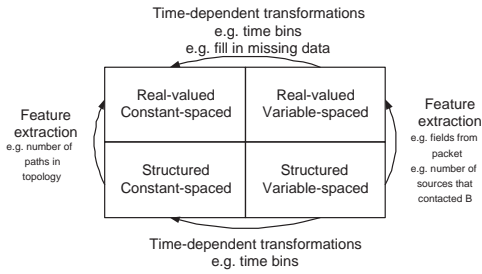 Time-dependent transformations
e.g. time bins
e.g. fill in missing data
Real-valued
Constant-spaced
Real-valued
Variable-spaced
Feature
extraction
e.g. number of
paths in
topology
Feature
extraction
e.g. fields from
packet
e.g. number of
sources that
contacted B
Structured
Constant-spaced
Structured
Variable-spaced
Time-dependent transformations
e.g. time bins